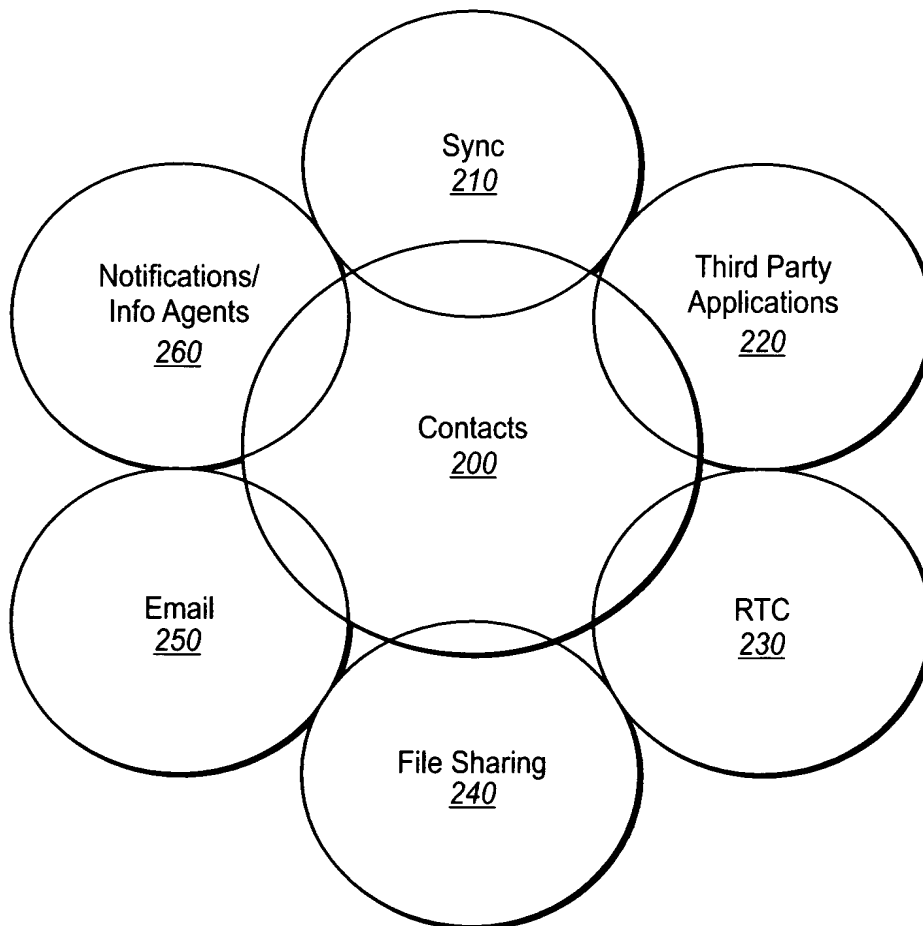 Sync
210
Notifications/
Info Agents
260
Third Party
Applications
220
Contacts
200
Email
250
RTC
230
File Sharing
240